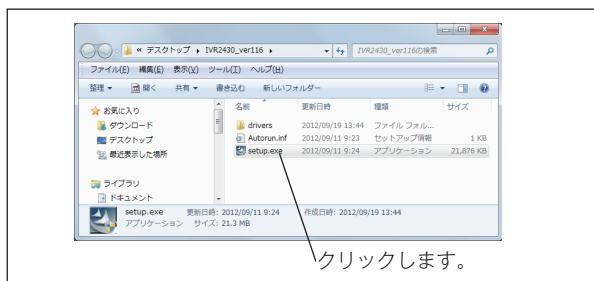 « デスクトップ ▸ IVR2430_ver116 ▸
IVR2430_ver116の検索
ファイル(F) 編集(E) 表示(V) ツール(T) ヘルプ(H)
整理 ▾ 開く 共有 ▾ 書き込む 新しいフォルダー
お気に入り
ダウンロード
デスクトップ
最近表示した場所
ライブラリ
ドキュメント
名前 更新日時 種類 サイズ
drivers 2012/09/19 13:44 ファイル フォル...
Autorun.inf 2012/09/11 9:23 セットアップ情報 1 KB
setup.exe 2012/09/11 9:24 アプリケーション 21,876 KB
setup.exe 更新日時: 2012/09/11 9:24 作成日時: 2012/09/19 13:44
アプリケーション サイズ: 21.3 MB
クリックします。